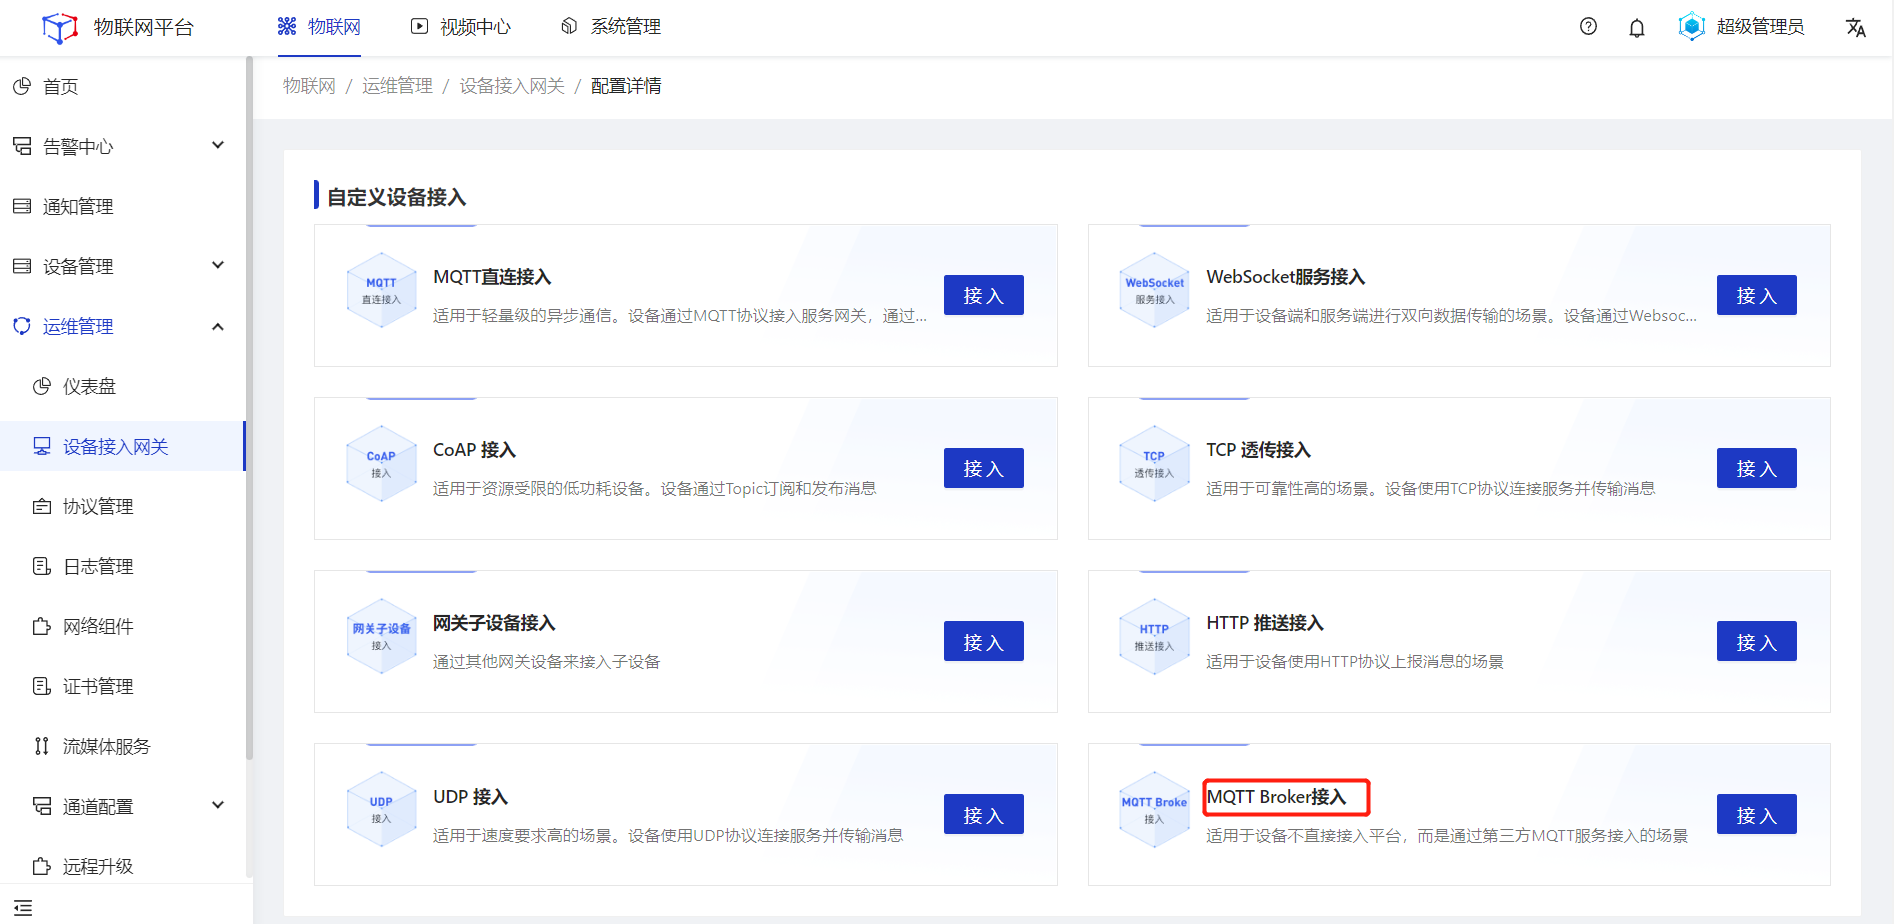 物联网平台
物联网
视频中心
系统管理
超级管理员
首页
告警中心
通知管理
设备管理
运维管理
仪表盘
设备接入网关
协议管理
日志管理
网络组件
证书管理
流媒体服务
通道配置
远程升级
物联网 / 运维管理 / 设备接入网关 / 配置详情
自定义设备接入
MQTT
直连接入
MQTT直连接入
适用于轻量级的异步通信。设备通过MQTT协议接入服务网关，通过...
接入
WebSocket
服务接入
WebSocket服务接入
适用于设备端和服务端进行双向数据传输的场景。设备通过Websoc...
接入
CoAP
接入
CoAP 接入
适用于资源受限的低功耗设备。设备通过Topic订阅和发布消息
接入
TCP
透传接入
TCP 透传接入
适用于可靠性高的场景。设备使用TCP协议连接服务并传输消息
接入
网关子设备
接入
网关子设备接入
通过其他网关设备来接入子设备
接入
HTTP
推送接入
HTTP 推送接入
适用于设备使用HTTP协议上报消息的场景
接入
UDP
接入
UDP 接入
适用于速度要求高的场景。设备使用UDP协议连接服务并传输消息
接入
MQTT Broke
接入
MQTT Broker接入
适用于设备不直接接入平台，而是通过第三方MQTT服务接入的场景
接入